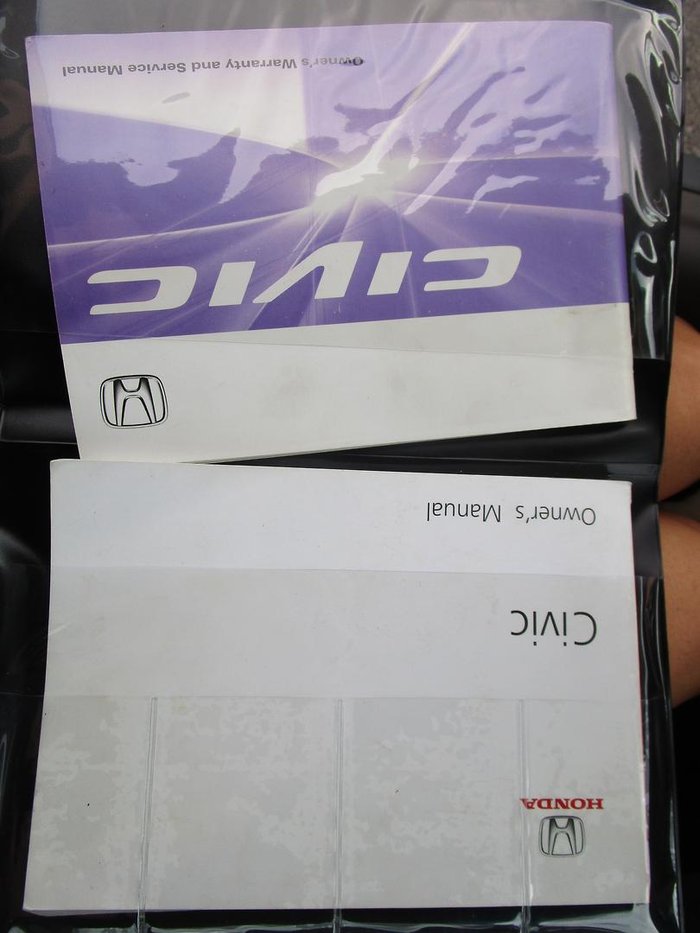 HONDA
Civic
Owner's Manual
CIVIC
Owner's Warranty and Service Manual